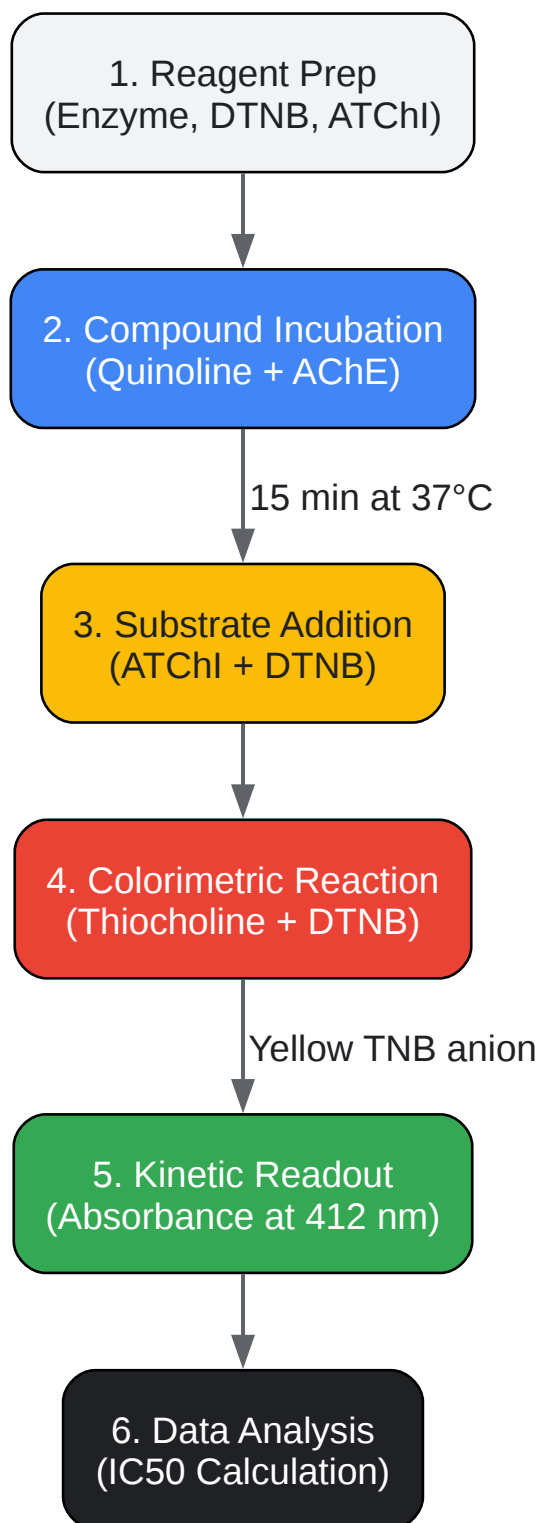 1. Reagent Prep
(Enzyme, DTNB, ATChI)
2. Compound Incubation
(Quinoline + AChE)
15 min at 37°C
3. Substrate Addition
(ATChI + DTNB)
4. Colorimetric Reaction
(Thiocholine + DTNB)
Yellow TNB anion
5. Kinetic Readout
(Absorbance at 412 nm)
6. Data Analysis
(IC50 Calculation)